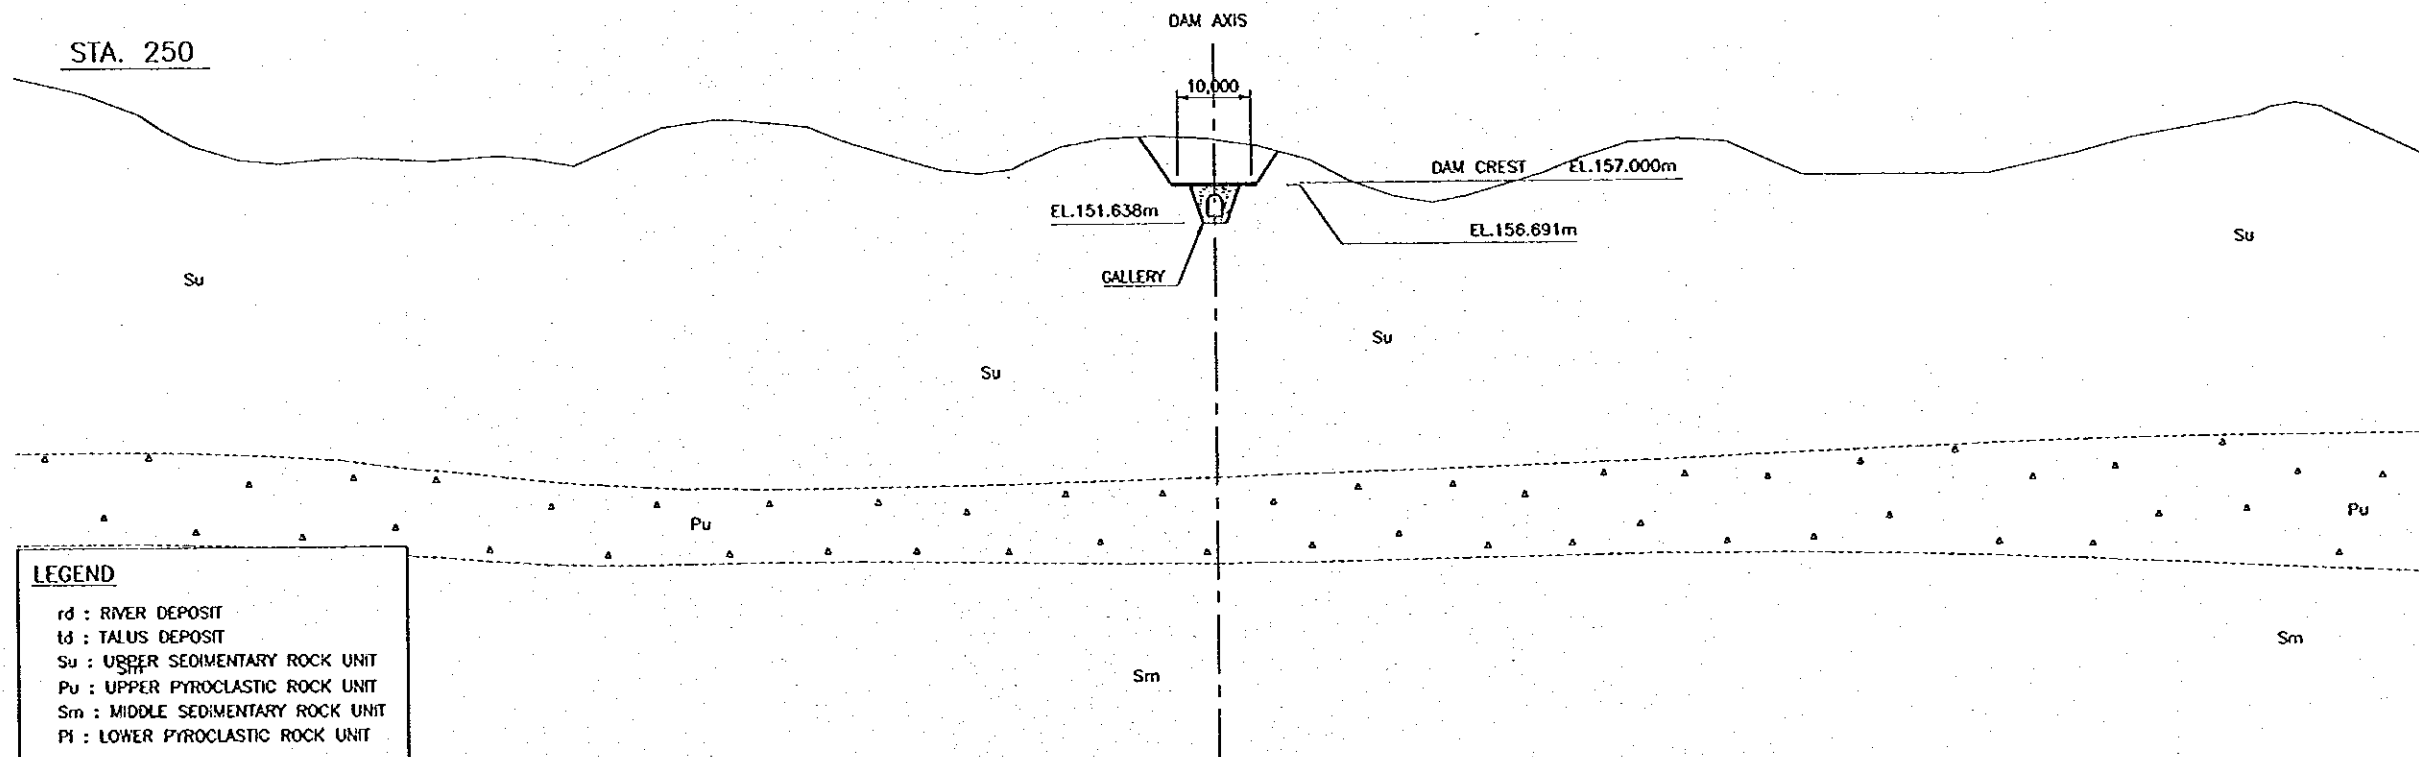 DAM AXIS
STA. 250
10,000
DAM CREST EL.157.000m
EL.151.638m
EL.156.691m
Su
Su
GALLERY
Su
Su
Pu
Pu
LEGEND
rd : RIVER DEPOSIT
td : TALUS DEPOSIT
Su : UPPER SEDIMENTARY ROCK UNIT
Sm
Pu : UPPER PYROCLASTIC ROCK UNIT
Sm : MIDDLE SEDIMENTARY ROCK UNIT
Pl : LOWER PYROCLASTIC ROCK UNIT
Sm
Sm